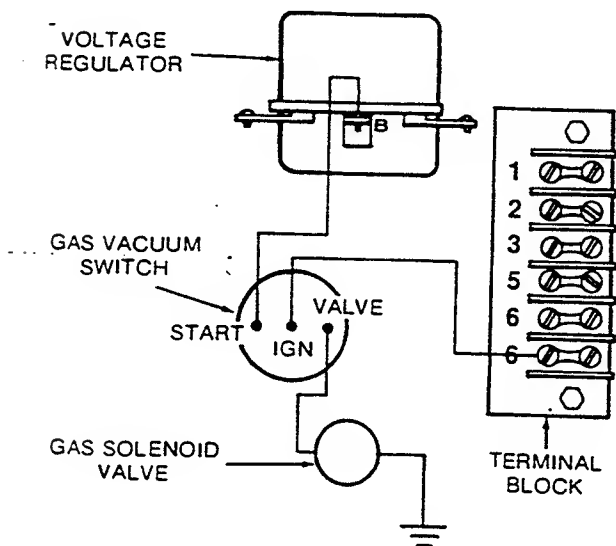 VOLTAGE
REGULATOR
B
1
2
3
5
6
6
GAS VACUUM
SWITCH
START
IGN
VALVE
GAS SOLENOID
VALVE
TERMINAL
BLOCK